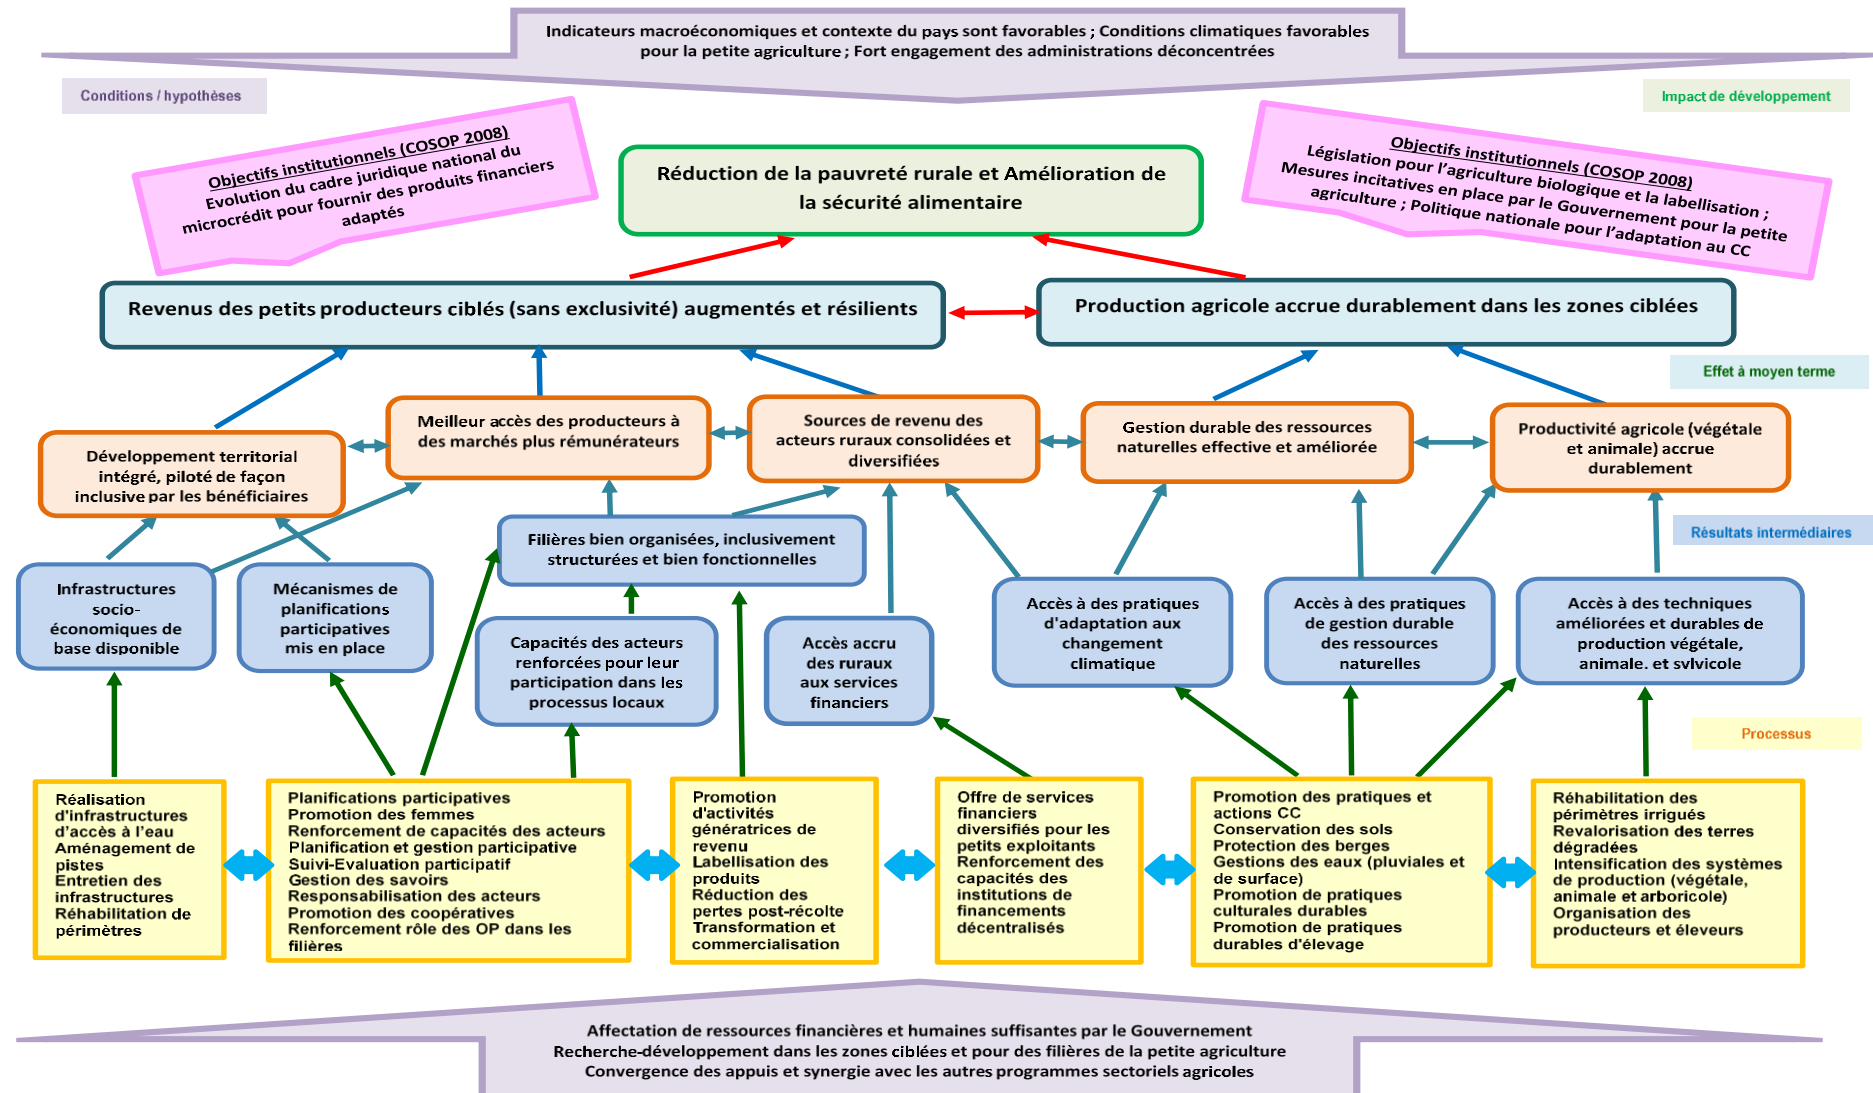 Indicateurs macroéconomiques et contexte du pays sont favorables ; Conditions climatiques favorables
pour la petite agriculture ; Fort engagement des administrations déconcentrées
Conditions / hypothèses
Impact de développement
Objectifs institutionnels (COSOP 2008)
Evolution du cadre juridique national du
microcrédit pour fournir des produits financiers
adaptés
Réduction de la pauvreté rurale et Amélioration de
la sécurité alimentaire
Objectifs institutionnels (COSOP 2008)
Législation pour l'agriculture biologique et la labellisation ;
Mesures incitatives en place par le Gouvernement pour la petite
agriculture ; Politique nationale pour l'adaptation au CC
Revenus des petits producteurs ciblés (sans exclusivité) augmentés et résilients
Production agricole accrue durablement dans les zones ciblées
Effet à moyen terme
Développement territorial
intégré, piloté de façon
inclusive par les bénéficiaires
Meilleur accès des producteurs à
des marchés plus rémunérateurs
Sources de revenu des
acteurs ruraux consolidées et
diversifiées
Gestion durable des ressources
naturelles effective et améliorée
Productivité agricole (végétale
et animale) accrue
durablement
Résultats intermédiaires
Filières bien organisées, inclusivement
structurées et bien fonctionnelles
Infrastructures
socio-
économiques de
base disponible
Mécanismes de
planifications
participatives
mis en place
Capacités des acteurs
renforcées pour leur
participation dans les
processus locaux
Accès accru
des ruraux
aux services
financiers
Accès à des pratiques
d'adaptation aux
changement
climatique
Accès à des pratiques
de gestion durable
des ressources
naturelles
Accès à des techniques
améliorées et durables de
production végétale,
animale. et sylvicole
Processus
Réalisation
d'infrastructures
d'accès à l'eau
Aménagement de
pistes
Entretien des
infrastructures
Réhabilitation de
périmètres
Planifications participatives
Promotion des femmes
Renforcement de capacités des acteurs
Planification et gestion participative
Suivi-Evaluation participatif
Gestion des savoirs
Responsabilisation des acteurs
Promotion des coopératives
Renforcement rôle des OP dans les
filières
Promotion
d'activités
génératrices de
revenu
Labellisation des
produits
Réduction des
pertes post-récolte
Transformation et
commercialisation
Offre de services
financiers
diversifiés pour les
petits exploitants
Renforcement des
capacités des
institutions de
financements
décentralisés
Promotion des pratiques et
actions CC
Conservation des sols
Protection des berges
Gestions des eaux (pluviales et
de surface)
Promotion de pratiques
culturales durables
Promotion de pratiques
durables d'élevage
Réhabilitation des
périmètres irrigués
Revalorisation des terres
dégradées
Intensification des systèmes
de production (végétale,
animale et arboricole)
Organisation des
producteurs et éleveurs
Affectation de ressources financières et humaines suffisantes par le Gouvernement
Recherche-développement dans les zones ciblées et pour des filières de la petite agriculture
Convergence des appuis et synergie avec les autres programmes sectoriels agricoles